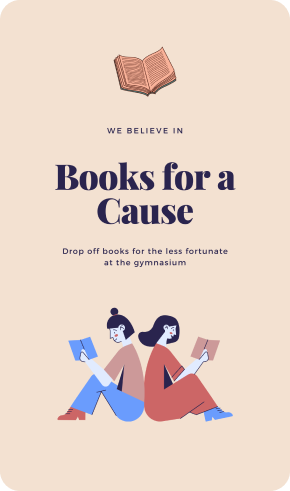 WE BELIEVE IN
Books for a
Cause
Drop off books for the less fortunate
at the gymnasium